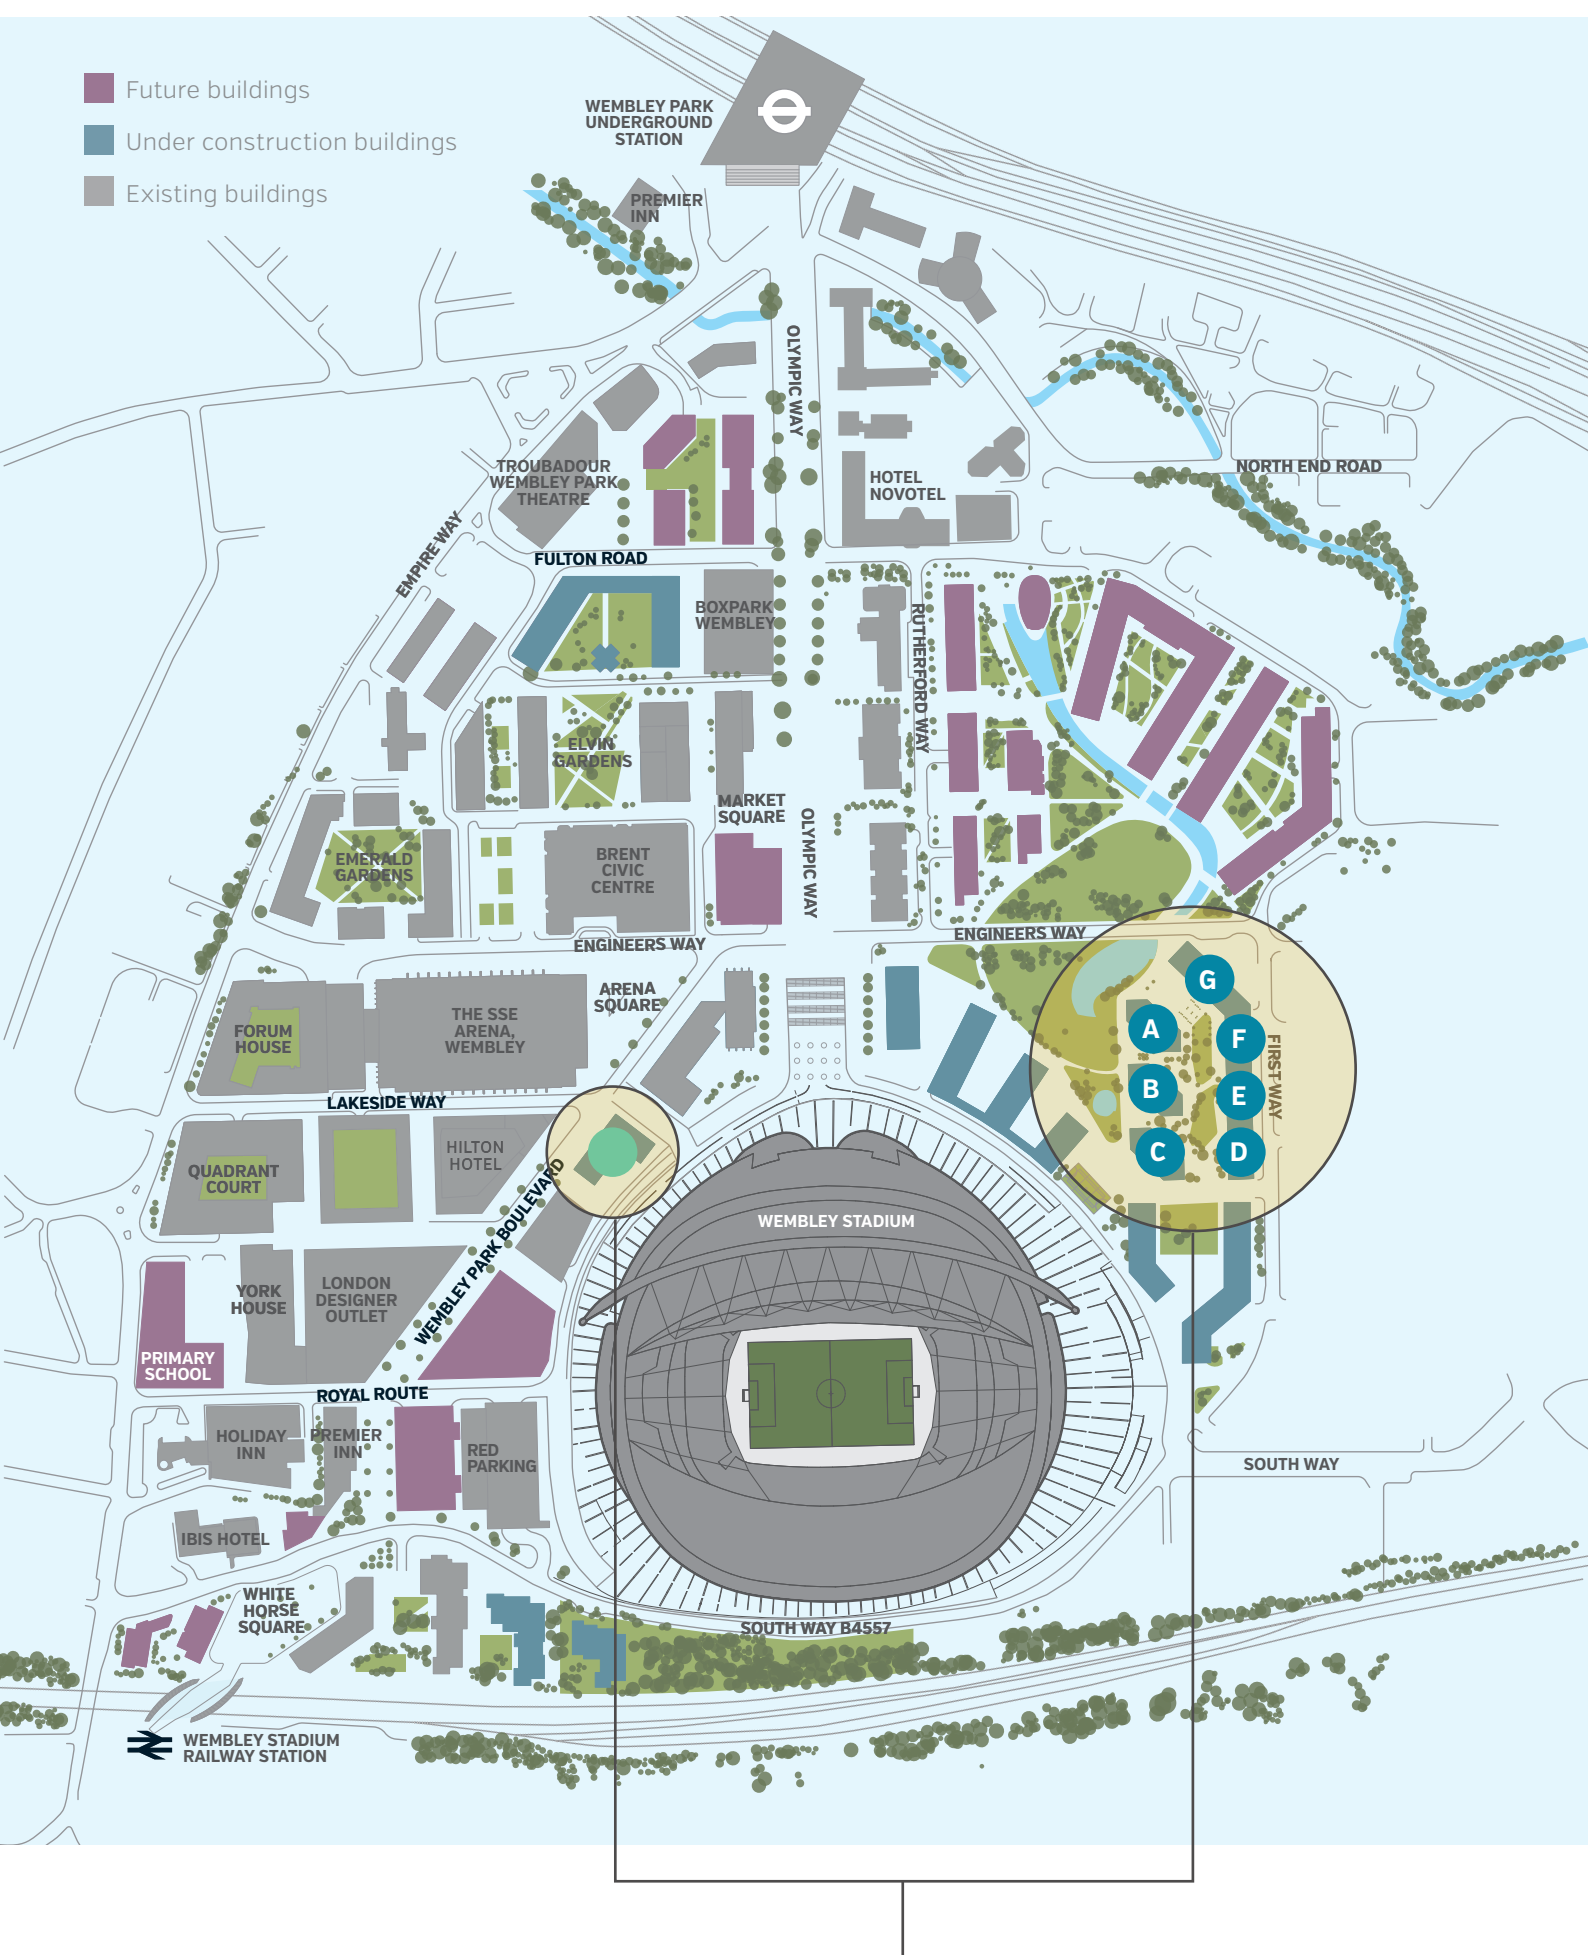 Future buildings
Under construction buildings
Existing buildings
WEMBLEY PARK
UNDERGROUND
STATION
PREMIER
INN
OLYMPIC WAY
TROUBADOUR
WEMBLEY PARK
THEATRE
HOTEL
NOVOTEL
NORTH END ROAD
EMPIRE WAY
FULTON ROAD
BOXPARK
WEMBLEY
RUTHERFORD WAY
ELVIN
GARDENS
MARKET
SQUARE
OLYMPIC WAY
EMERALD
GARDENS
BRENT
CIVIC
CENTRE
ENGINEERS WAY
ENGINEERS WAY
G
A
F
B
E
C
D
FIRST WAY
ARENA
SQUARE
THE SSE
ARENA,
WEMBLEY
FORUM
HOUSE
LAKESIDE WAY
HILTON
HOTEL
QUADRANT
COURT
WEMBLEY PARK BOULEVARD
WEMBLEY STADIUM
YORK
HOUSE
LONDON
DESIGNER
OUTLET
PRIMARY
SCHOOL
ROYAL ROUTE
HOLIDAY
INN
PREMIER
INN
RED
PARKING
SOUTH WAY
IBIS HOTEL
WHITE
HORSE
SQUARE
SOUTH WAY B4557
WEMBLEY STADIUM
RAILWAY STATION